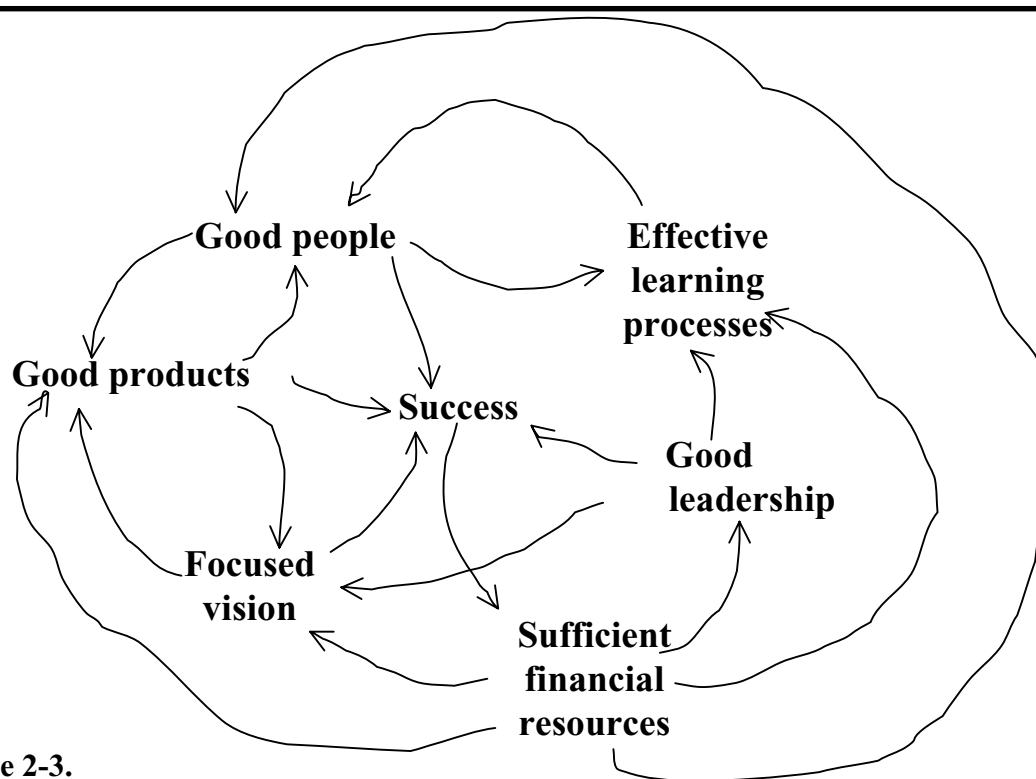 Good people
Effective
learning
processes
Good products
Success
Good
leadership
Focused
vision
Sufficient
financial
resources
e 2-3.